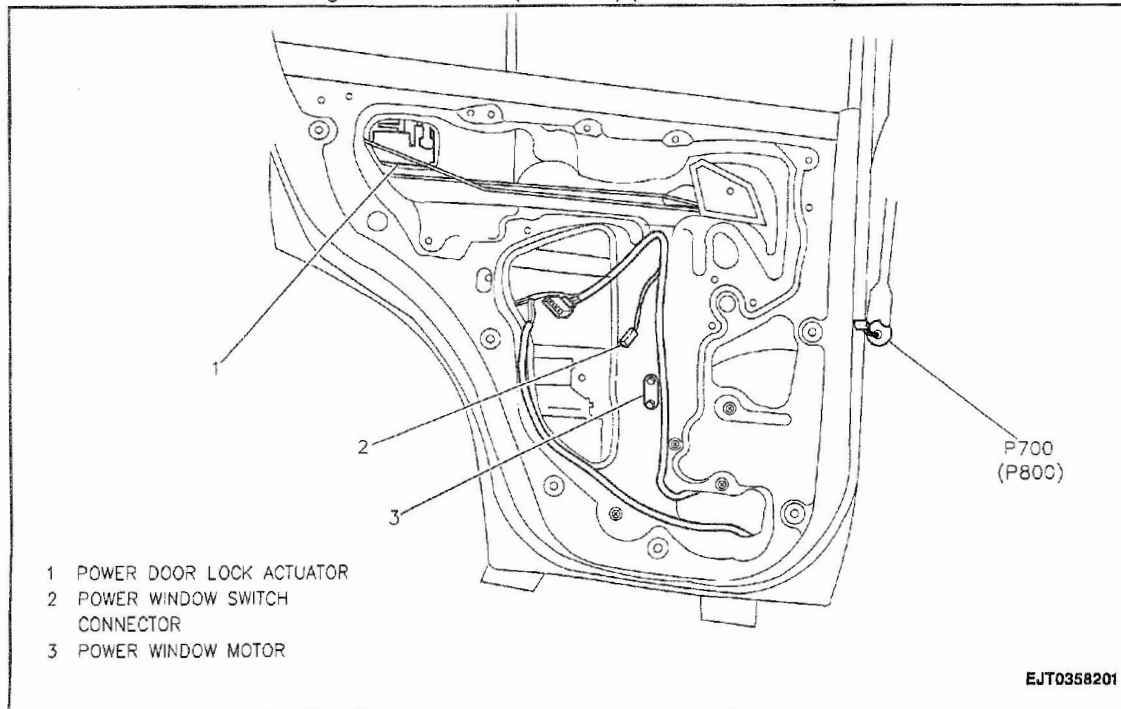 1
2
3
P700
(P800)
1 POWER DOOR LOCK ACTUATOR
2 POWER WINDOW SWITCH
CONNECTOR
3 POWER WINDOW MOTOR
EJT0358201